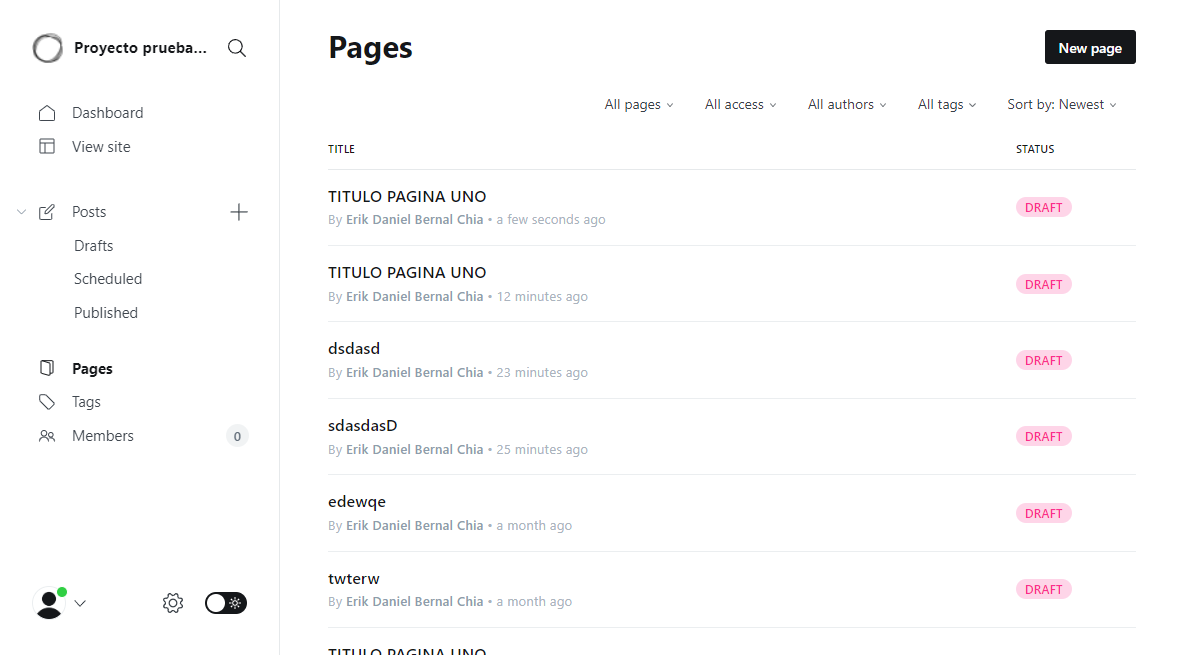 Proyecto prueba...
Dashboard
View site
Posts
Drafts
Scheduled
Published
Pages
Tags
Members 0
Pages
New page
All pages All access All authors All tags Sort by: Newest
TITLE STATUS
TITULO PAGINA UNO
By Erik Daniel Bernal Chia • a few seconds ago
DRAFT
TITULO PAGINA UNO
By Erik Daniel Bernal Chia • 12 minutes ago
DRAFT
dsdasd
By Erik Daniel Bernal Chia • 23 minutes ago
DRAFT
sdasdasD
By Erik Daniel Bernal Chia • 25 minutes ago
DRAFT
edewqe
By Erik Daniel Bernal Chia • a month ago
DRAFT
twterw
By Erik Daniel Bernal Chia • a month ago
DRAFT
TITULO PAGINA UNO